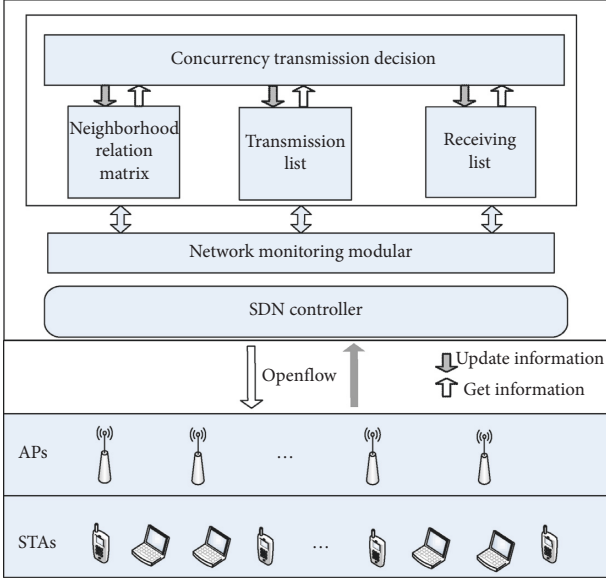 Concurrency transmission decision
Neighborhood
relation
matrix
Transmission
list
Receiving
list
Network monitoring modular
SDN controller
Openflow
Update information
Get information
APs
...
STAs
...